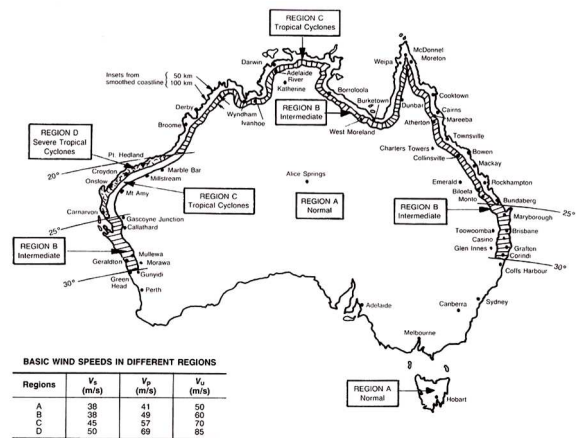 REGION C
Tropical Cyclones
McDonnel
Moreton
Weipa
Darwin
Insets from
smoothed coastline
50 km
100 km
Adelaide
River
Katherine
Borroloola
Burketown
REGION B
Intermediate
Dunbar
Cooktown
Cairns
Mareeba
Atherton
Derby
Wyndham
Ivanhoe
West Moreland
Townsville
Broome
REGION D
Severe Tropical
Cyclones
Charters Towers
Bowen
Collinsville
Mackay
Pt. Hedland
20°
Croydon
Onslow
Marble Bar
Millstream
Mt Amy
Alice Springs
Emerald
Rockhampton
Biloela
Monto
Bundaberg
REGION C
Tropical Cyclones
REGION A
Normal
REGION B
Intermediate
Maryborough
25°
Carnarvon
25°
Gascoyne Junction
Callathard
Toowoomba
Brisbane
Casino
Glen Innes
Grafton
Corindi
30°
Coffs Harbour
REGION B
Intermediate
Mullewa
Geraldton
Morawa
Green
Head
Gunyidi
30°
Perth
Adelaide
Canberra
Sydney
Melbourne
REGION A
Normal
Hobart
BASIC WIND SPEEDS IN DIFFERENT REGIONS
Regions Vs (m/s) Vp (m/s) Vu (m/s)
A 38 41 50
B 38 49 60
C 45 57 70
D 50 69 85